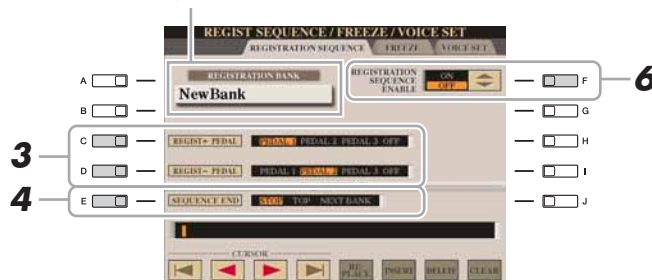 REGIST SEQUENCE / FREEZE / VOICE SET
REGISTRATION SEQUENCE FREEZE VOICE SET
A
REGISTRATION BANK
NewBank
REGISTRATION SEQUENCE ENABLE
ON
OFF
F
6
B
G
3
C
REGIST+ PEDAL PEDAL 1 PEDAL 2 PEDAL 3 OFF
H
D
REGIST- PEDAL PEDAL 1 PEDAL 2 PEDAL 3 OFF
I
4
E
SEQUENCE END STOP TOP NEXT BANK
J
CURSOR
RE-PLACE INSERT DELETE CLEAR